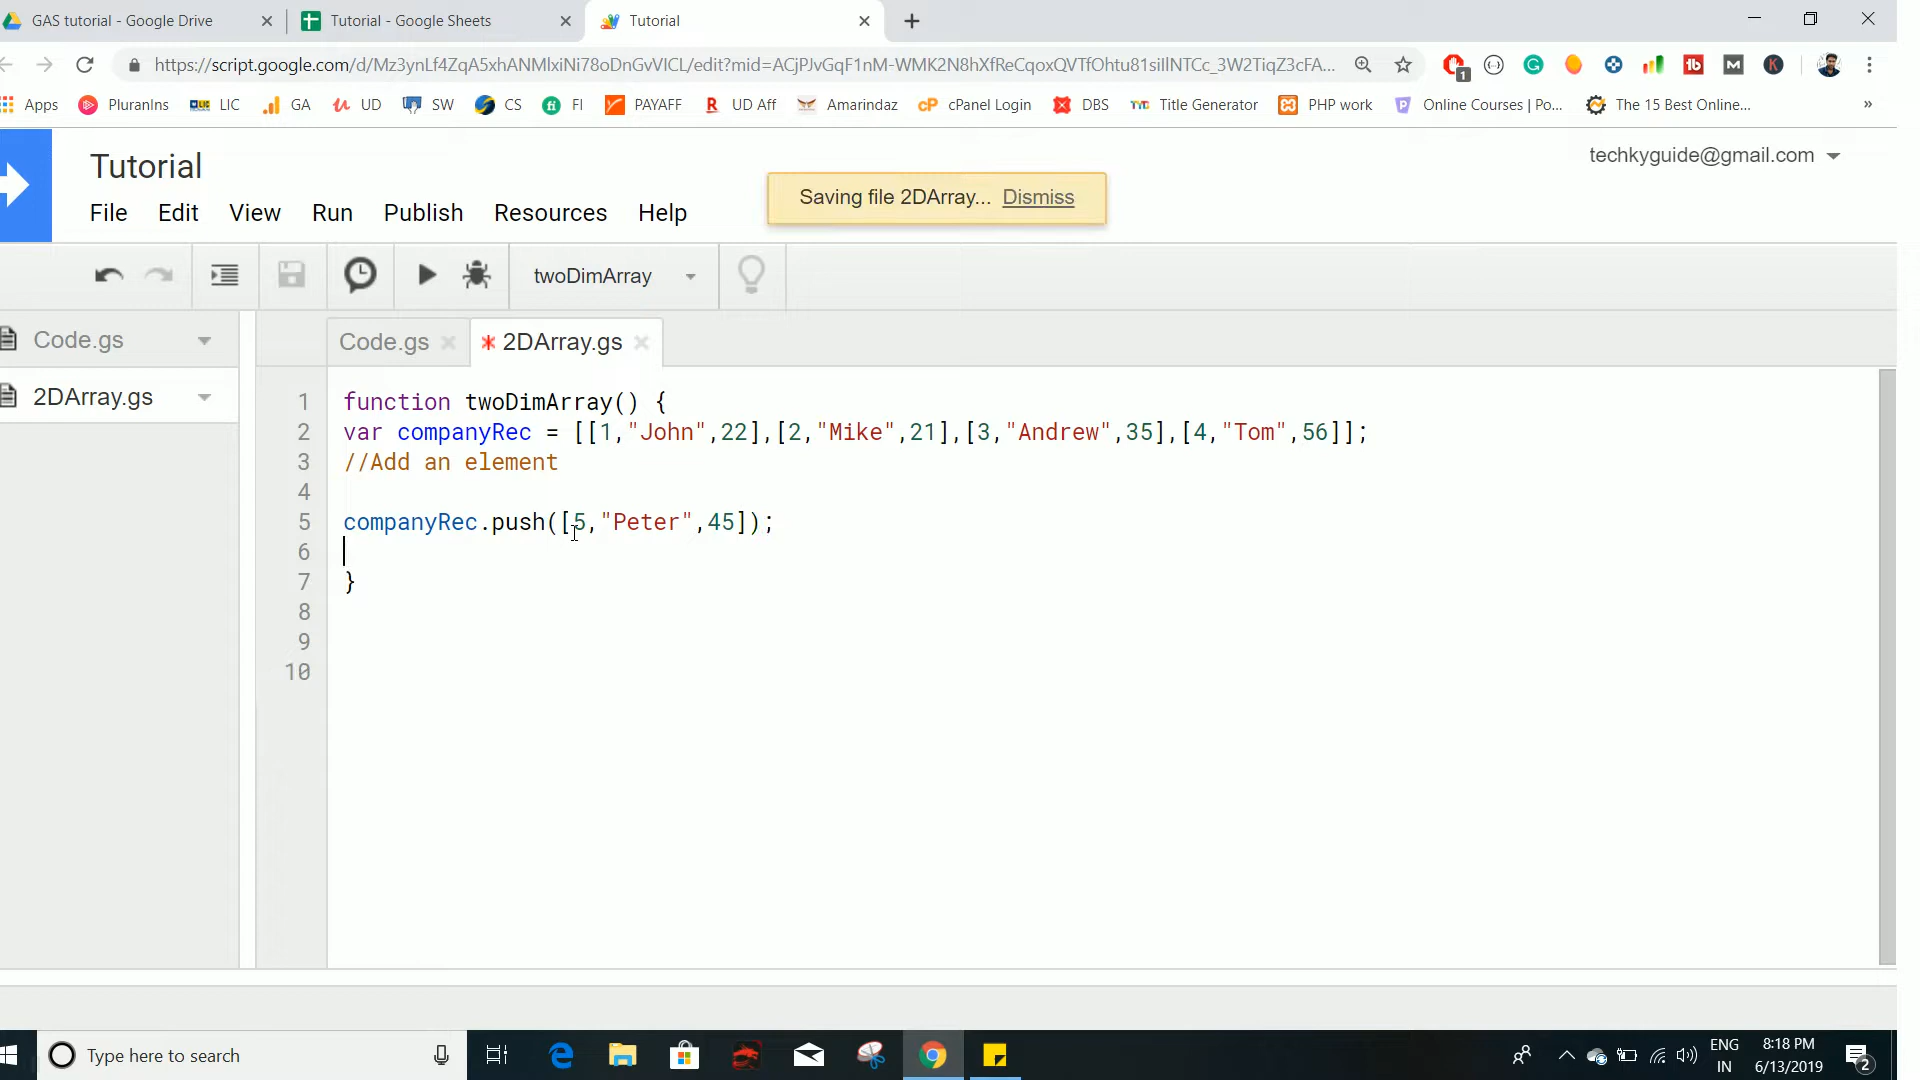 GAS tutorial - Google Drive
Tutorial - Google Sheets
Tutorial
https://script.google.com/d/Mz3ynLf4ZqA5xhANMlxiNi78oDnGvVICL/edit?mid=ACjPJvGqF1nM-WMK2N8hXfReCqoxQVTfOhtu81siIlNTCc_3W2TiqZ3cFA...
1
Apps PluranIns LIC GA UD SW CS FI PAYAFF UD Aff Amarindaz cPanel Login DBS Title Generator PHP work Online Courses | Po... The 15 Best Online... »
Tutorial
techkyguide@gmail.com
Saving file 2DArray... Dismiss
File Edit View Run Publish Resources Help
twoDimArray
Code.gs
2DArray.gs
Code.gs
* 2DArray.gs
1 function twoDimArray() {
2 var companyRec = [[1,"John",22],[2,"Mike",21],[3,"Andrew",35],[4,"Tom",56]];
3 //Add an element
4
5 companyRec.push([5,"Peter",45]);
6
7 }
8
9
10
Type here to search
ENG
IN
8:18 PM
6/13/2019
2